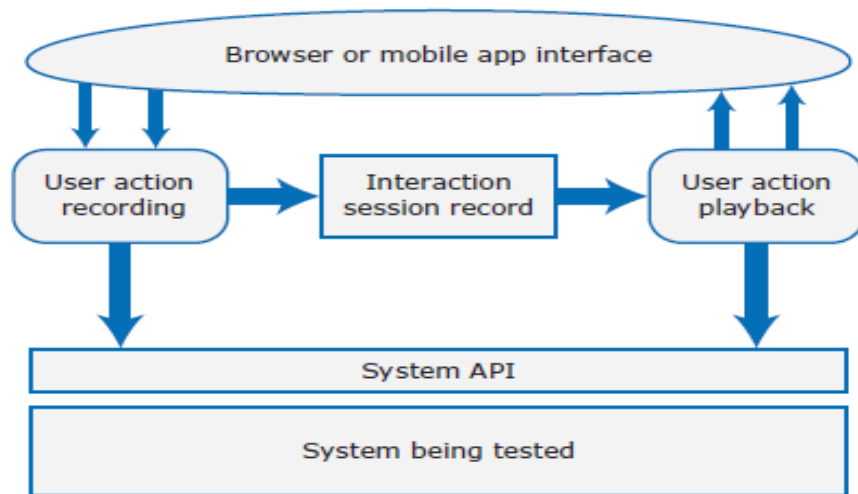 Browser or mobile app interface
User action
recording
Interaction
session record
User action
playback
System API
System being tested